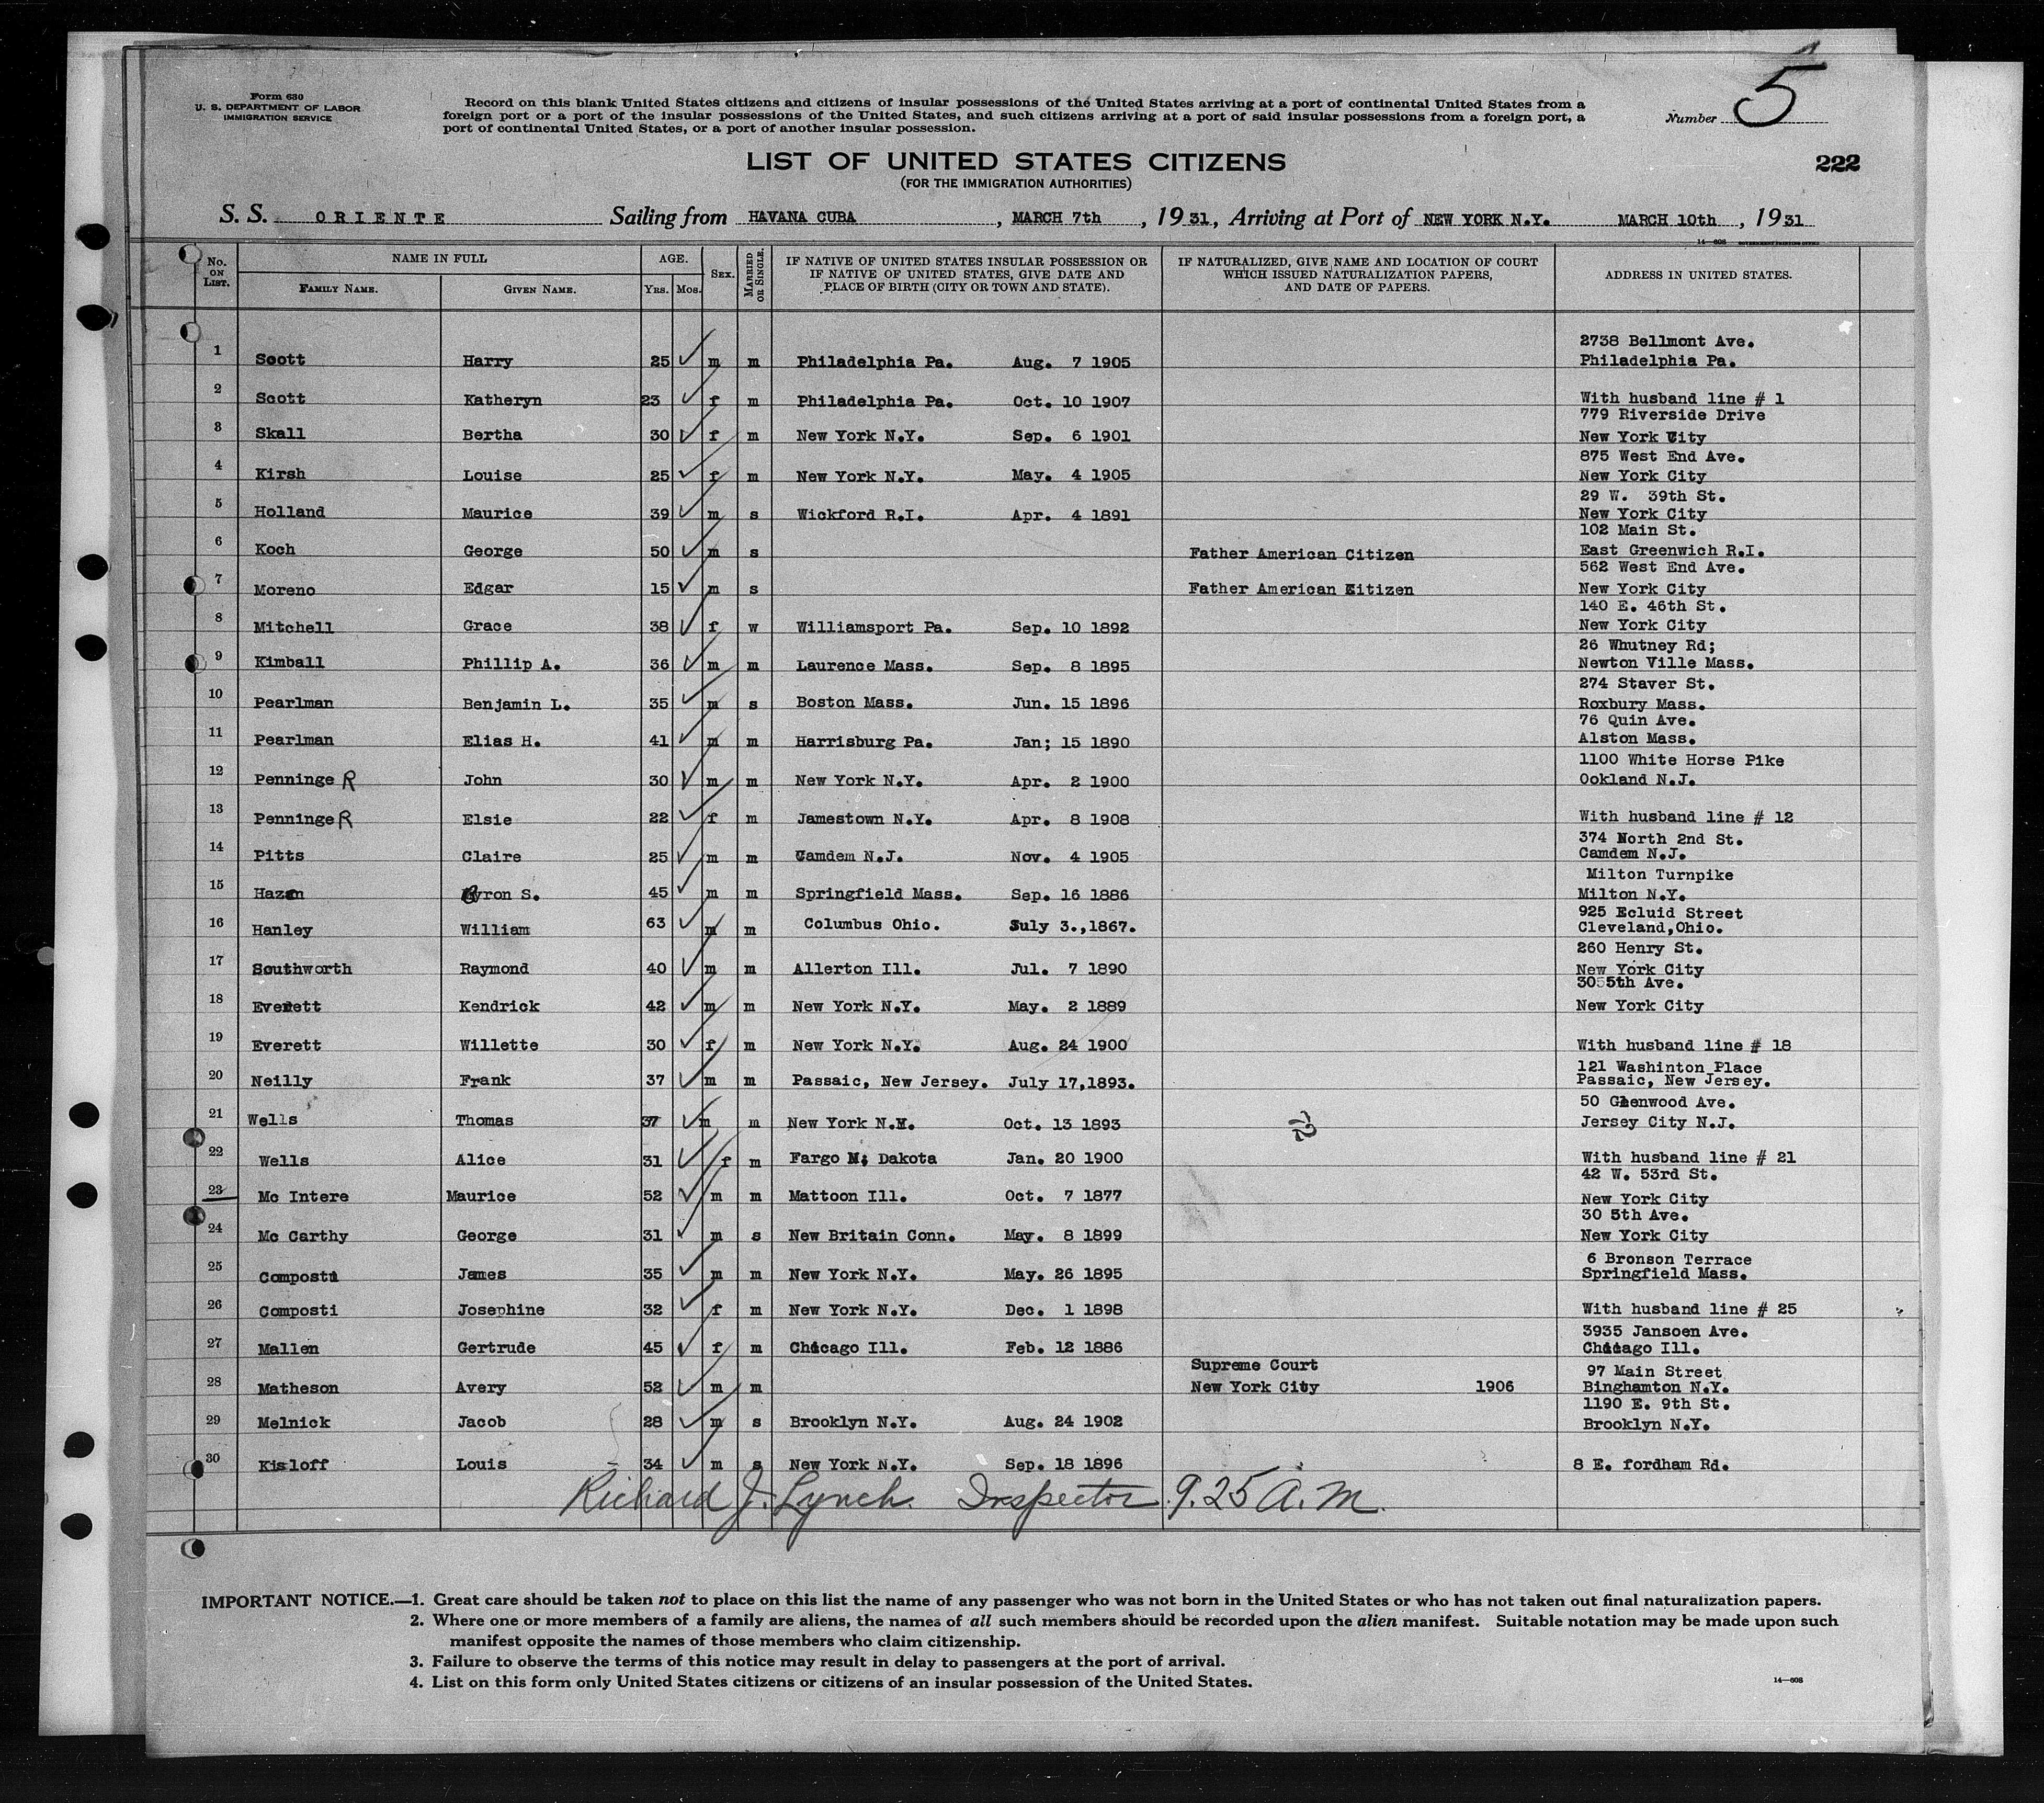 Form 630
U. S. DEPARTMENT OF LABOR
IMMIGRATION SERVICE
Record on this blank United States citizens and citizens of insular possessions of the United States arriving at a port of continental United States from a
foreign port or a port of the insular possessions of the United States, and such citizens arriving at a port of said insular possessions from a foreign port, a
port of continental United States, or a port of another insular possession.
Number 5
LIST OF UNITED STATES CITIZENS
(FOR THE IMMIGRATION AUTHORITIES)
222
S. S. ORIENTE Sailing from HAVANA CUBA, MARCH 7th, 1931, Arriving at Port of NEW YORK N.Y. MARCH 10th, 1931
14—608 GOVERNMENT PRINTING OFFICE
No. ON LIST. NAME IN FULL FAMILY NAME. GIVEN NAME. AGE. YRS. MOS. SEX. MARRIED OR SINGLE. IF NATIVE OF UNITED STATES INSULAR POSSESSION OR IF NATIVE OF UNITED STATES, GIVE DATE AND PLACE OF BIRTH (CITY OR TOWN AND STATE). IF NATURALIZED, GIVE NAME AND LOCATION OF COURT WHICH ISSUED NATURALIZATION PAPERS, AND DATE OF PAPERS. ADDRESS IN UNITED STATES.
2738 Bellmont Ave.
1 Scott Harry 25 m m Philadelphia Pa. Aug. 7 1905 Philadelphia Pa.
2 Scott Katheryn 23 f m Philadelphia Pa. Oct. 10 1907 With husband line # 1
779 Riverside Drive
3 Skall Bertha 30 f m New York N.Y. Sep. 6 1901 New York City
875 West End Ave.
4 Kirsh Louise 25 f m New York N.Y. May. 4 1905 New York City
29 W. 39th St.
5 Holland Maurice 39 m s Wickford R.I. Apr. 4 1891 New York City
102 Main St.
6 Koch George 50 m s Father American Citizen East Greenwich R.I.
562 West End Ave.
7 Moreno Edgar 15 m s Father American Citizen New York City
140 E. 46th St.
8 Mitchell Grace 38 f w Williamsport Pa. Sep. 10 1892 New York City
26 Whutney Rd;
9 Kimball Phillip A. 36 m m Laurence Mass. Sep. 8 1895 Newton Ville Mass.
274 Staver St.
10 Pearlman Benjamin L. 35 m s Boston Mass. Jun. 15 1896 Roxbury Mass.
76 Quin Ave.
11 Pearlman Elias H. 41 m m Harrisburg Pa. Jan; 15 1890 Alston Mass.
1100 White Horse Pike
12 PenningeR John 30 m m New York N.Y. Apr. 2 1900 Ookland N.J.
13 PenningeR Elsie 22 f m Jamestown N.Y. Apr. 8 1908 With husband line # 12
374 North 2nd St.
14 Pitts Claire 25 m m Camdem N.J. Nov. 4 1905 Camdem N.J.
Milton Turnpike
15 Hazen Byron S. 45 m m Springfield Mass. Sep. 16 1886 Milton N.Y.
925 Ecluid Street
16 Hanley William 63 m m Columbus Ohio. July 3.,1867. Cleveland,Ohio.
260 Henry St.
17 Southworth Raymond 40 m m Allerton Ill. Jul. 7 1890 New York City
305 5th Ave.
18 Everett Kendrick 42 m m New York N.Y. May. 2 1889 New York City
19 Everett Willette 30 f m New York N.Y. Aug. 24 1900 With husband line # 18
121 Washinton Place
20 Neilly Frank 37 m m Passaic, New Jersey. July 17,1893. Passaic, New Jersey.
50 Glenwood Ave.
21 Wells Thomas 37 m m New York N.Y. Oct. 13 1893 Jersey City N.J.
22 Wells Alice 31 f m Fargo N; Dakota Jan. 20 1900 With husband line # 21
42 W. 53rd St.
23 Mc Intere Maurice 52 m m Mattoon Ill. Oct. 7 1877 New York City
30 5th Ave.
24 Mc Carthy George 31 m s New Britain Conn. May. 8 1899 New York City
6 Bronson Terrace
25 Composti James 35 m m New York N.Y. May. 26 1895 Springfield Mass.
26 Composti Josephine 32 f m New York N.Y. Dec. 1 1898 With husband line # 25
3935 Jansoen Ave.
27 Mallen Gertrude 45 f m Chicago Ill. Feb. 12 1886 Chicago Ill.
Supreme Court 97 Main Street
28 Matheson Avery 52 m m New York City 1906 Binghamton N.Y.
1190 E. 9th St.
29 Melnick Jacob 28 m s Brooklyn N.Y. Aug. 24 1902 Brooklyn N.Y.
30 Kisloff Louis 34 m s New York N.Y. Sep. 18 1896 8 E. fordham Rd.
Richard J. Lynch Inspector 9.25 A.M.
IMPORTANT NOTICE.—1. Great care should be taken not to place on this list the name of any passenger who was not born in the United States or who has not taken out final naturalization papers.
2. Where one or more members of a family are aliens, the names of all such members should be recorded upon the alien manifest. Suitable notation may be made upon such
manifest opposite the names of those members who claim citizenship.
3. Failure to observe the terms of this notice may result in delay to passengers at the port of arrival.
4. List on this form only United States citizens or citizens of an insular possession of the United States.
14—608